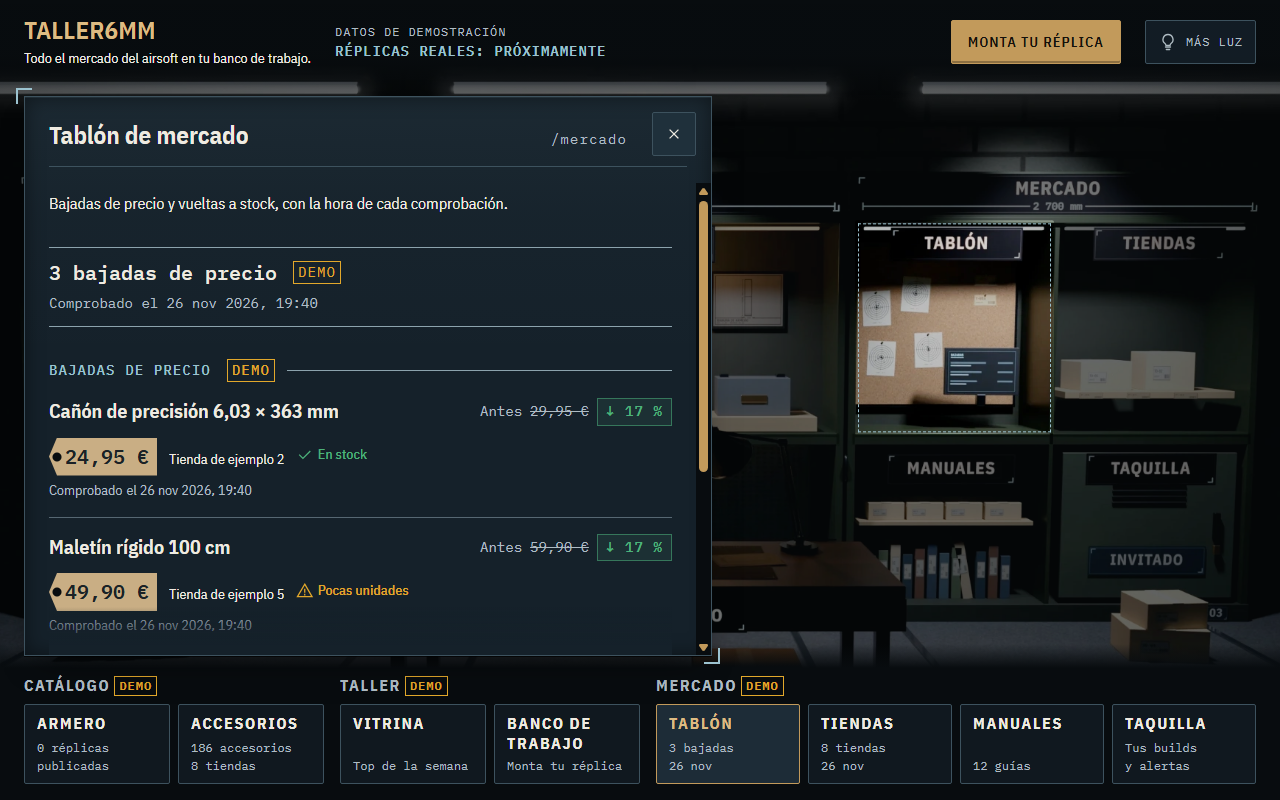 TALLER6MM
Todo el mercado del airsoft en tu banco de trabajo.
DATOS DE DEMOSTRACIÓN
RÉPLICAS REALES: PRÓXIMAMENTE
MONTA TU RÉPLICA
MÁS LUZ
Tablón de mercado
/mercado
Bajadas de precio y vueltas a stock, con la hora de cada comprobación.
3 bajadas de precio DEMO
Comprobado el 26 nov 2026, 19:40
BAJADAS DE PRECIO DEMO
Cañón de precisión 6,03 × 363 mm
Antes 29,95 € ↓ 17 %
24,95 € Tienda de ejemplo 2 En stock
Comprobado el 26 nov 2026, 19:40
Maletín rígido 100 cm
Antes 59,90 € ↓ 17 %
49,90 € Tienda de ejemplo 5 Pocas unidades
Comprobado el 26 nov 2026, 19:40
MERCADO
2 700 mm
TABLÓN
TIENDAS
MANUALES
TAQUILLA
INVITADO
03
CATÁLOGO DEMO
ARMERO
0 réplicas
publicadas
ACCESORIOS
186 accesorios
8 tiendas
TALLER DEMO
VITRINA
Top de la semana
BANCO DE
TRABAJO
Monta tu réplica
MERCADO DEMO
TABLÓN
3 bajadas
26 nov
TIENDAS
8 tiendas
26 nov
MANUALES
12 guías
TAQUILLA
Tus builds
y alertas